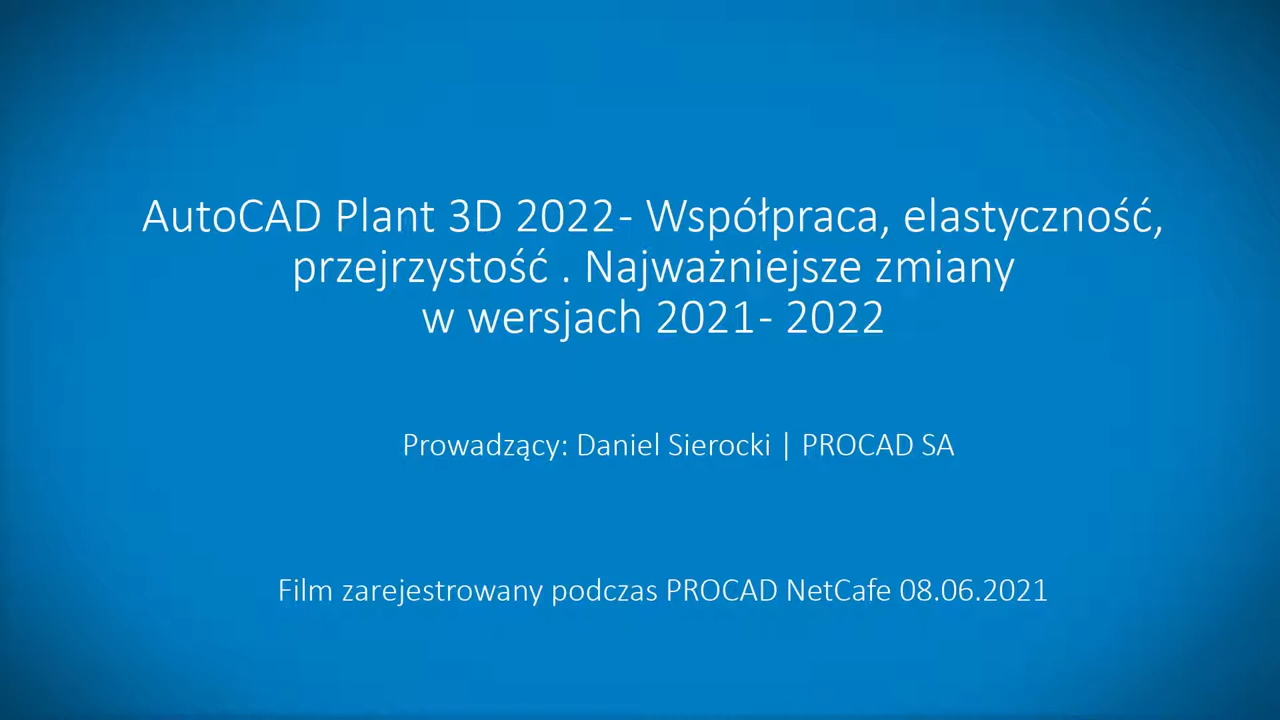 AutoCAD Plant 3D 2022- Współpraca, elastyczność,
przejrzystość . Najważniejsze zmiany
w wersjach 2021- 2022
Prowadzący: Daniel Sierocki | PROCAD SA
Film zarejestrowany podczas PROCAD NetCafe 08.06.2021